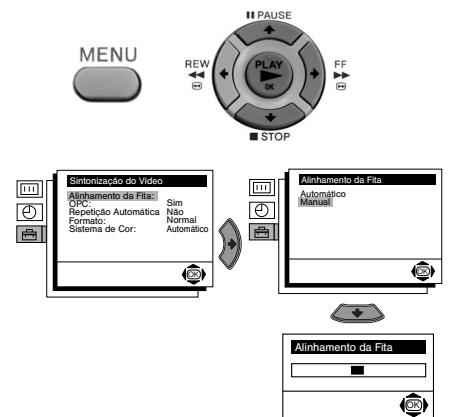 II PAUSE
MENU
REW
PLAY
OK
FF
■ STOP
Sintonização do Vídeo
Alinhamento da Fita:
OPC: Sim
Repetição Automática Não
Formato: Normal
Sistema de Cor: Automático
OK
Alinhamento da Fita
Automático
Manual
OK
Alinhamento da Fita
OK